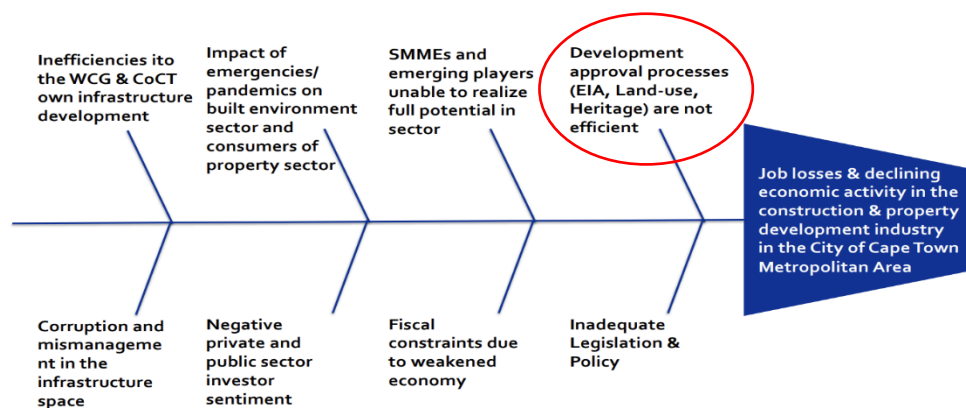 Inefficiencies ito
the WCG & CoCT
own infrastructure
development
Impact of
emergencies/
pandemics on
built environment
sector and
consumers of
property sector
SMMEs and
emerging players
unable to realize
full potential in
sector
Development
approval processes
(EIA, Land-use,
Heritage) are not
efficient
Job losses & declining
economic activity in the
construction & property
development industry
in the City of Cape Town
Metropolitan Area
Corruption and
mismanageme
nt in the
infrastructure
space
Negative
private and
public sector
investor
sentiment
Fiscal
constraints due
to weakened
economy
Inadequate
Legislation &
Policy